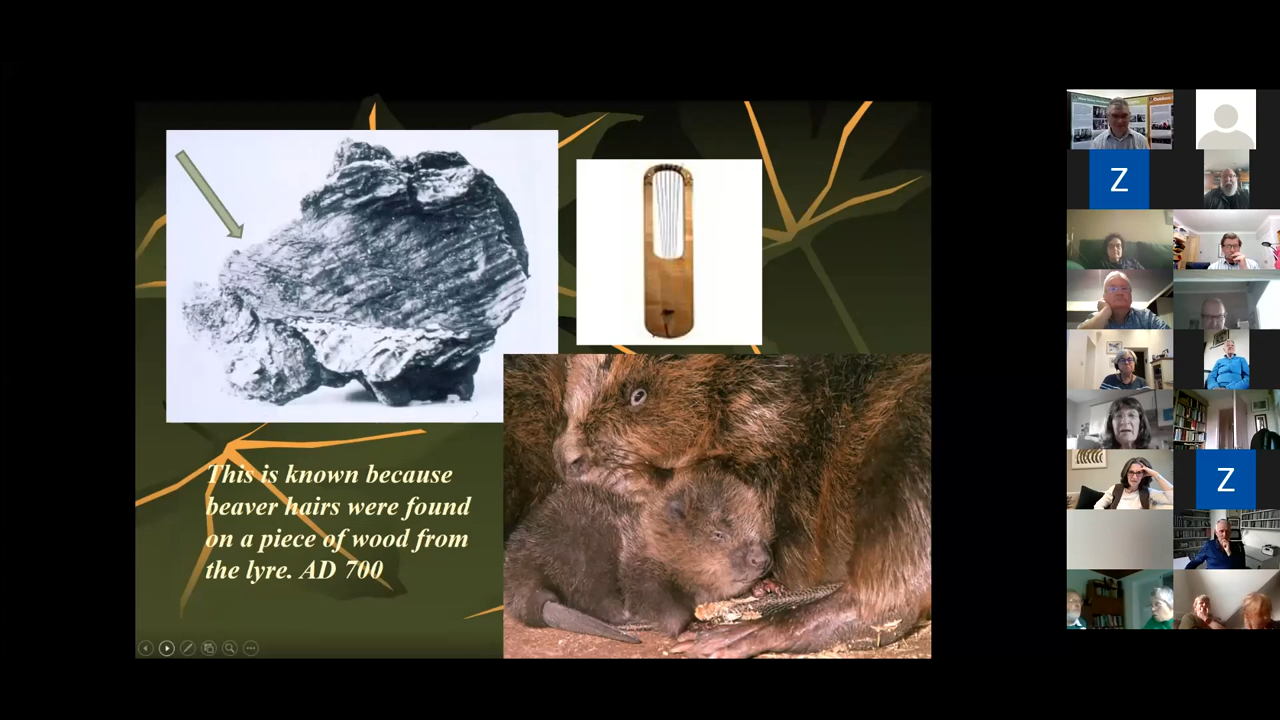 This is known because
beaver hairs were found
on a piece of wood from
the lyre. AD 700
Z
Z